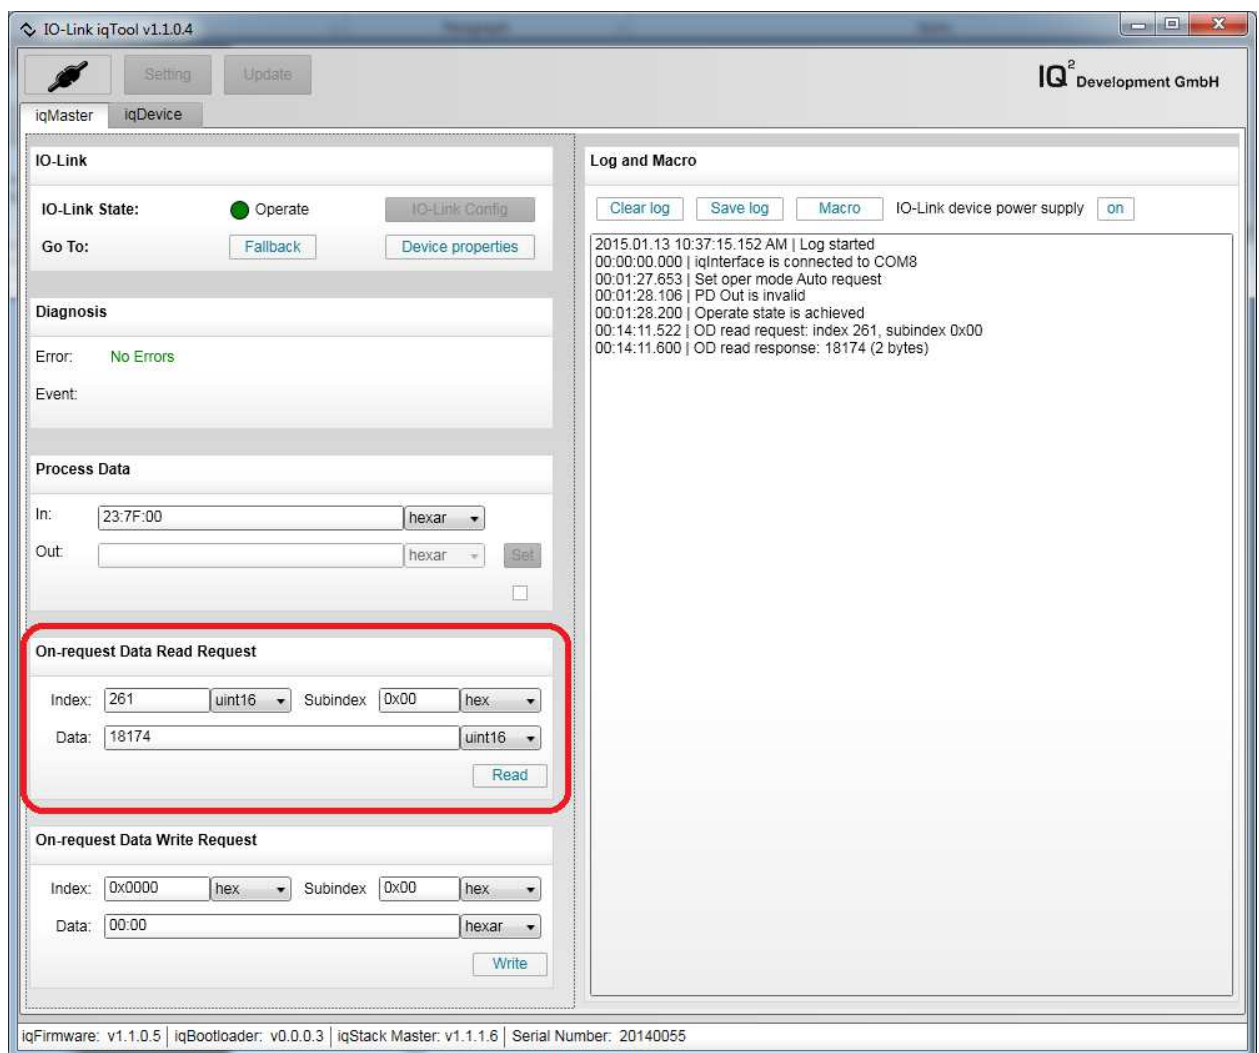 IO-Link iqTool v1.1.0.4
Setting Update
IQ² Development GmbH
iqMaster iqDevice
IO-Link
IO-Link State: Operate IO-Link Config
Go To: Fallback Device properties
Diagnosis
Error: No Errors
Event:
Process Data
In: 23:7F:00 hexar
Out: hexar Set
On-request Data Read Request
Index: 261 uint16 Subindex 0x00 hex
Data: 18174 uint16
Read
On-request Data Write Request
Index: 0x0000 hex Subindex 0x00 hex
Data: 00:00 hexar
Write
Log and Macro
Clear log Save log Macro IO-Link device power supply on
2015.01.13 10:37:15.152 AM | Log started
00:00:00.000 | iqInterface is connected to COM8
00:01:27.653 | Set oper mode Auto request
00:01:28.106 | PD Out is invalid
00:01:28.200 | Operate state is achieved
00:14:11.522 | OD read request: index 261, subindex 0x00
00:14:11.600 | OD read response: 18174 (2 bytes)
iqFirmware: v1.1.0.5 | iqBootloader: v0.0.0.3 | iqStack Master: v1.1.1.6 | Serial Number: 20140055